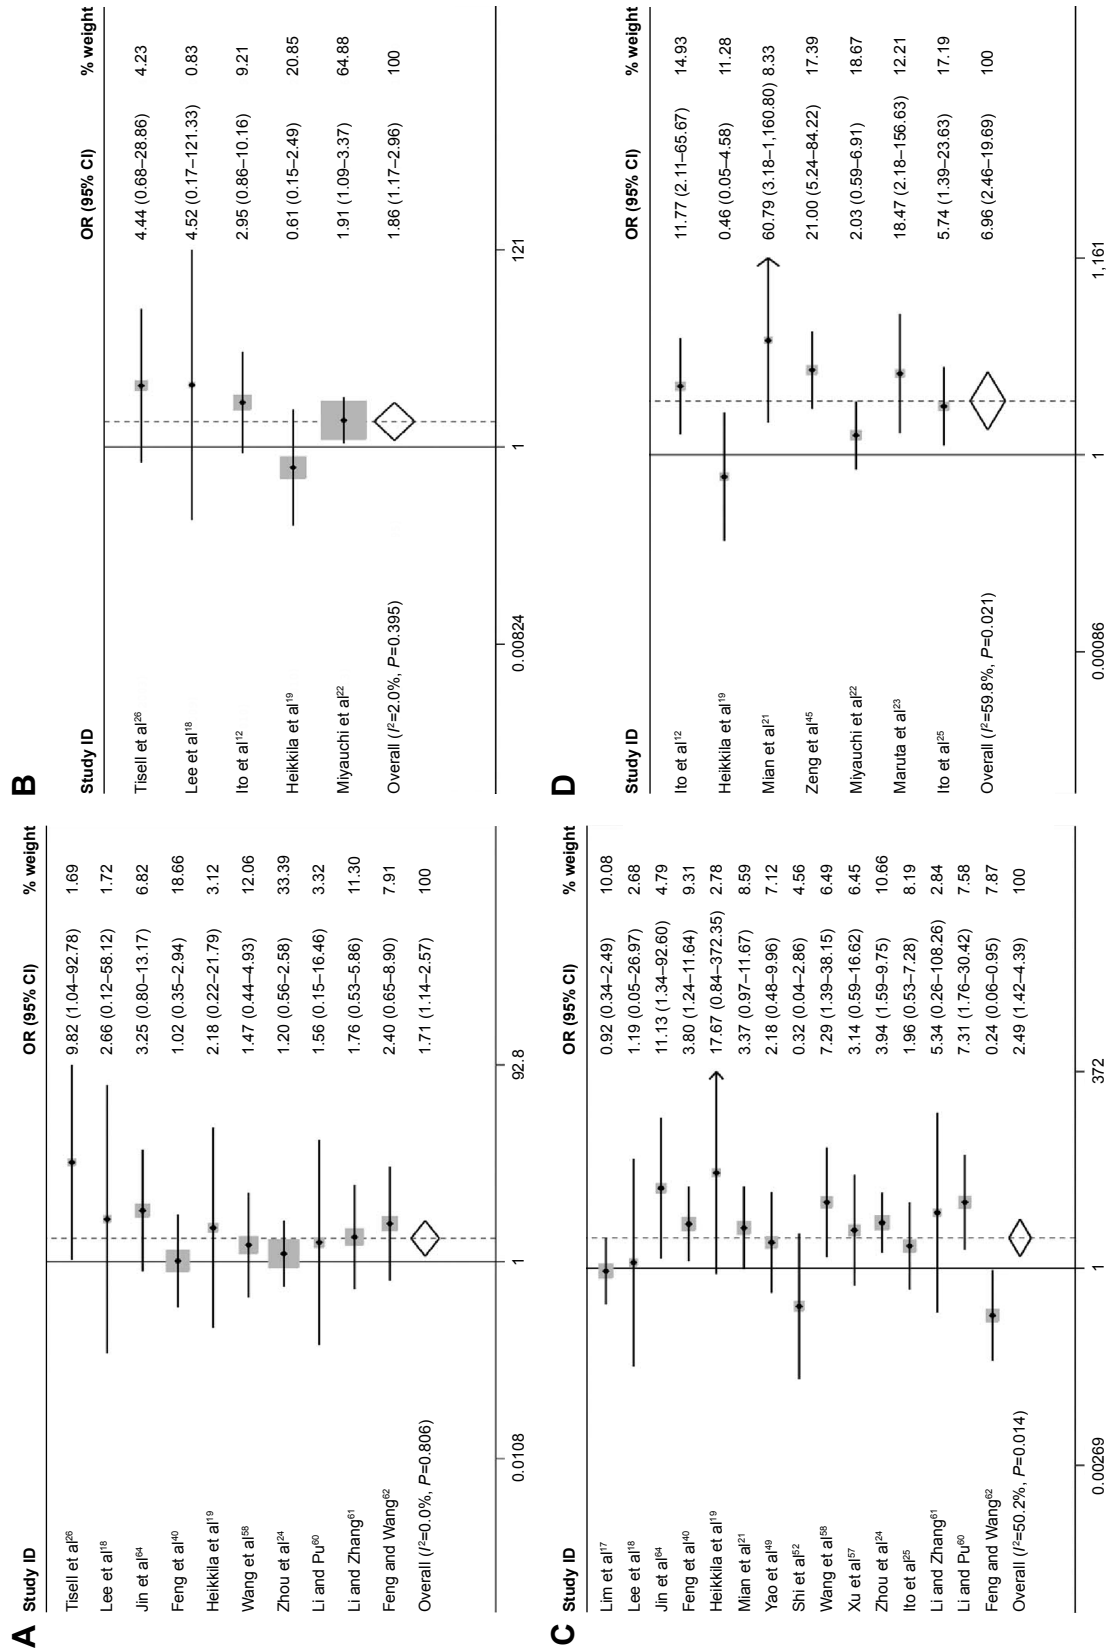 A
Study ID OR (95% CI) % weight
Tisell et al26 9.82 (1.04–92.78) 1.69
Lee et al18 2.66 (0.12–58.12) 1.72
Jin et al64 3.25 (0.80–13.17) 6.82
Feng et al40 1.02 (0.35–2.94) 18.66
Heikkila et al19 2.18 (0.22–21.79) 3.12
Wang et al58 1.47 (0.44–4.93) 12.06
Zhou et al24 1.20 (0.56–2.58) 33.39
Li and Pu60 1.56 (0.15–16.46) 3.32
Li and Zhang61 1.76 (0.53–5.86) 11.30
Feng and Wang62 2.40 (0.65–8.90) 7.91
Overall (I2=0.0%, P=0.806) 1.71 (1.14–2.57) 100
0.0108 1 92.8
B
Study ID OR (95% CI) % weight
Tisell et al26 4.44 (0.68–28.86) 4.23
Lee et al18 4.52 (0.17–121.33) 0.83
Ito et al12 2.95 (0.86–10.16) 9.21
Heikkila et al19 0.61 (0.15–2.49) 20.85
Miyauchi et al22 1.91 (1.09–3.37) 64.88
Overall (I2=2.0%, P=0.395) 1.86 (1.17–2.96) 100
0.00824 1 121
C
Study ID OR (95% CI) % weight
Lim et al17 0.92 (0.34–2.49) 10.08
Lee et al18 1.19 (0.05–26.97) 2.68
Jin et al64 11.13 (1.34–92.60) 4.79
Feng et al40 3.80 (1.24–11.64) 9.31
Heikkila et al19 17.67 (0.84–372.35) 2.78
Mian et al21 3.37 (0.97–11.67) 8.59
Yao et al49 2.18 (0.48–9.96) 7.12
Shi et al52 0.32 (0.04–2.86) 4.56
Wang et al58 7.29 (1.39–38.15) 6.49
Xu et al57 3.14 (0.59–16.62) 6.45
Zhou et al24 3.94 (1.59–9.75) 10.66
Ito et al25 1.96 (0.53–7.28) 8.19
Li and Zhang61 5.34 (0.26–108.26) 2.84
Li and Pu60 7.31 (1.76–30.42) 7.58
Feng and Wang62 0.24 (0.06–0.95) 7.87
Overall (I2=50.2%, P=0.014) 2.49 (1.42–4.39) 100
0.00269 1 372
D
Study ID OR (95% CI) % weight
Ito et al12 11.77 (2.11–65.67) 14.93
Heikkila et al19 0.46 (0.05–4.58) 11.28
Mian et al21 60.79 (3.18–1,160.80) 8.33
Zeng et al45 21.00 (5.24–84.22) 17.39
Miyauchi et al22 2.03 (0.59–6.91) 18.67
Maruta et al23 18.47 (2.18–156.63) 12.21
Ito et al25 5.74 (1.39–23.63) 17.19
Overall (I2=59.8%, P=0.021) 6.96 (2.46–19.69) 100
0.00086 1 1,161